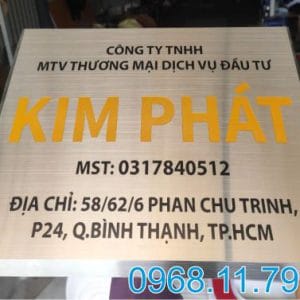 CÔNG TY TNHH
MTV THƯƠNG MẠI DỊCH VỤ ĐẦU TƯ
KIM PHÁT
MST: 0317840512
ĐỊA CHỈ: 58/62/6 PHAN CHU TRINH,
P24, Q.BÌNH THẠNH, TP.HCM
0968.11.79